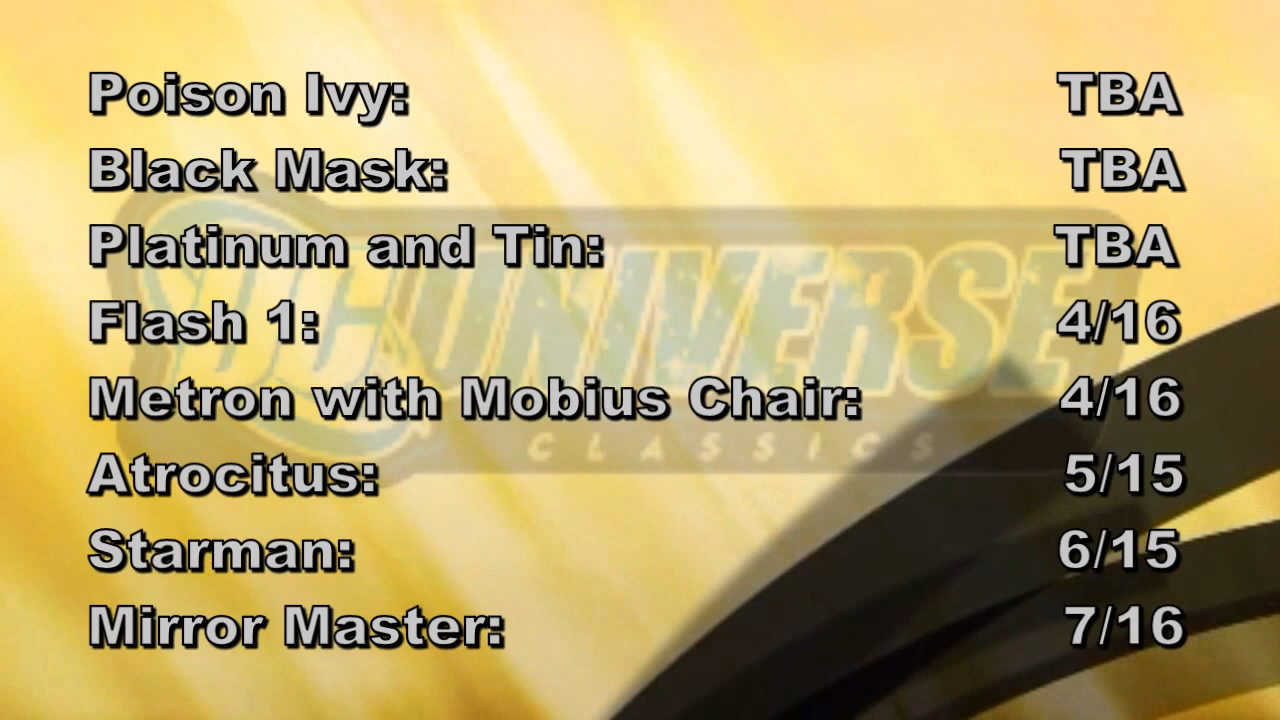 Poison Ivy: TBA
Black Mask: TBA
Platinum and Tin: TBA
Flash 1: 4/16
Metron with Mobius Chair: 4/16
Atrocitus: 5/15
Starman: 6/15
Mirror Master: 7/16
DC UNIVERSE
CLASSICS